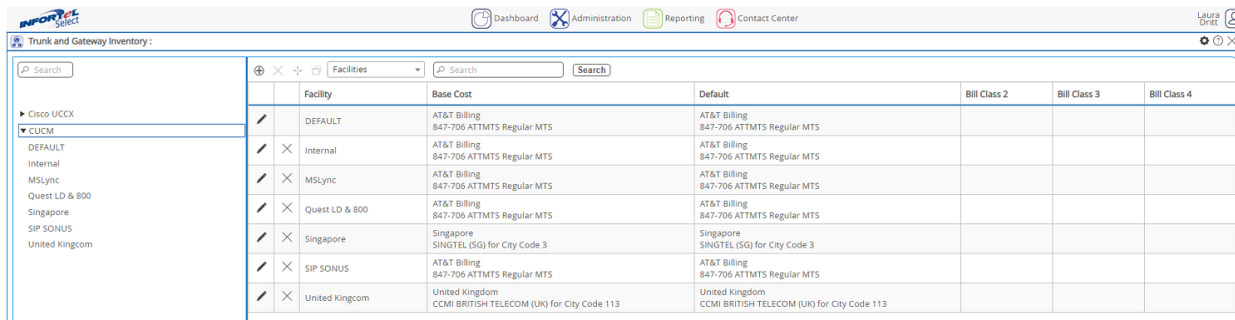 INFORTEL Select
Dashboard Administration Reporting Contact Center
Laura Dritt
Trunk and Gateway Inventory :
Search
Facilities Search Search
Facility Base Cost Default Bill Class 2 Bill Class 3 Bill Class 4
Cisco UCCX
CUCM
DEFAULT
Internal
MSLync
Quest LD & 800
Singapore
SIP SONUS
United Kingcom
DEFAULT AT&T Billing AT&T Billing
847-706 ATTMTS Regular MTS 847-706 ATTMTS Regular MTS
Internal AT&T Billing AT&T Billing
847-706 ATTMTS Regular MTS 847-706 ATTMTS Regular MTS
MSLync AT&T Billing AT&T Billing
847-706 ATTMTS Regular MTS 847-706 ATTMTS Regular MTS
Quest LD & 800 AT&T Billing AT&T Billing
847-706 ATTMTS Regular MTS 847-706 ATTMTS Regular MTS
Singapore Singapore Singapore
SINGTEL (SG) for City Code 3 SINGTEL (SG) for City Code 3
SIP SONUS AT&T Billing AT&T Billing
847-706 ATTMTS Regular MTS 847-706 ATTMTS Regular MTS
United Kingcom United Kingdom United Kingdom
CCMI BRITISH TELECOM (UK) for City Code 113 CCMI BRITISH TELECOM (UK) for City Code 113